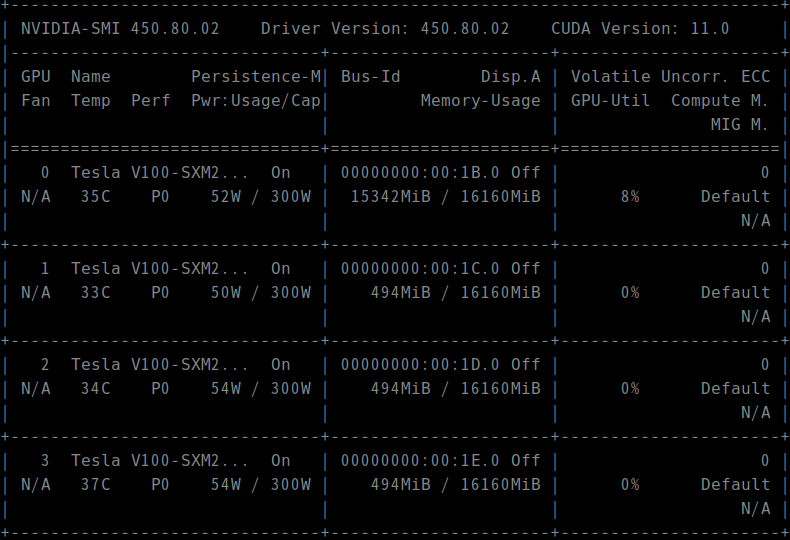 +-----------------------------------------------------------------------------+
| NVIDIA-SMI 450.80.02    Driver Version: 450.80.02    CUDA Version: 11.0     |
|-------------------------------+----------------------+----------------------+
| GPU  Name        Persistence-M| Bus-Id        Disp.A | Volatile Uncorr. ECC |
| Fan  Temp  Perf  Pwr:Usage/Cap|         Memory-Usage | GPU-Util  Compute M. |
|                               |                      |               MIG M. |
|===============================+======================+======================|
|   0  Tesla V100-SXM2...  On   | 00000000:00:1B.0 Off |                    0 |
| N/A   35C    P0    52W / 300W |  15342MiB / 16160MiB |      8%      Default |
|                               |                      |                  N/A |
+-------------------------------+----------------------+----------------------+
|   1  Tesla V100-SXM2...  On   | 00000000:00:1C.0 Off |                    0 |
| N/A   33C    P0    50W / 300W |    494MiB / 16160MiB |      0%      Default |
|                               |                      |                  N/A |
+-------------------------------+----------------------+----------------------+
|   2  Tesla V100-SXM2...  On   | 00000000:00:1D.0 Off |                    0 |
| N/A   34C    P0    54W / 300W |    494MiB / 16160MiB |      0%      Default |
|                               |                      |                  N/A |
+-------------------------------+----------------------+----------------------+
|   3  Tesla V100-SXM2...  On   | 00000000:00:1E.0 Off |                    0 |
| N/A   37C    P0    54W / 300W |    494MiB / 16160MiB |      0%      Default |
|                               |                      |                  N/A |
+-------------------------------+----------------------+----------------------+